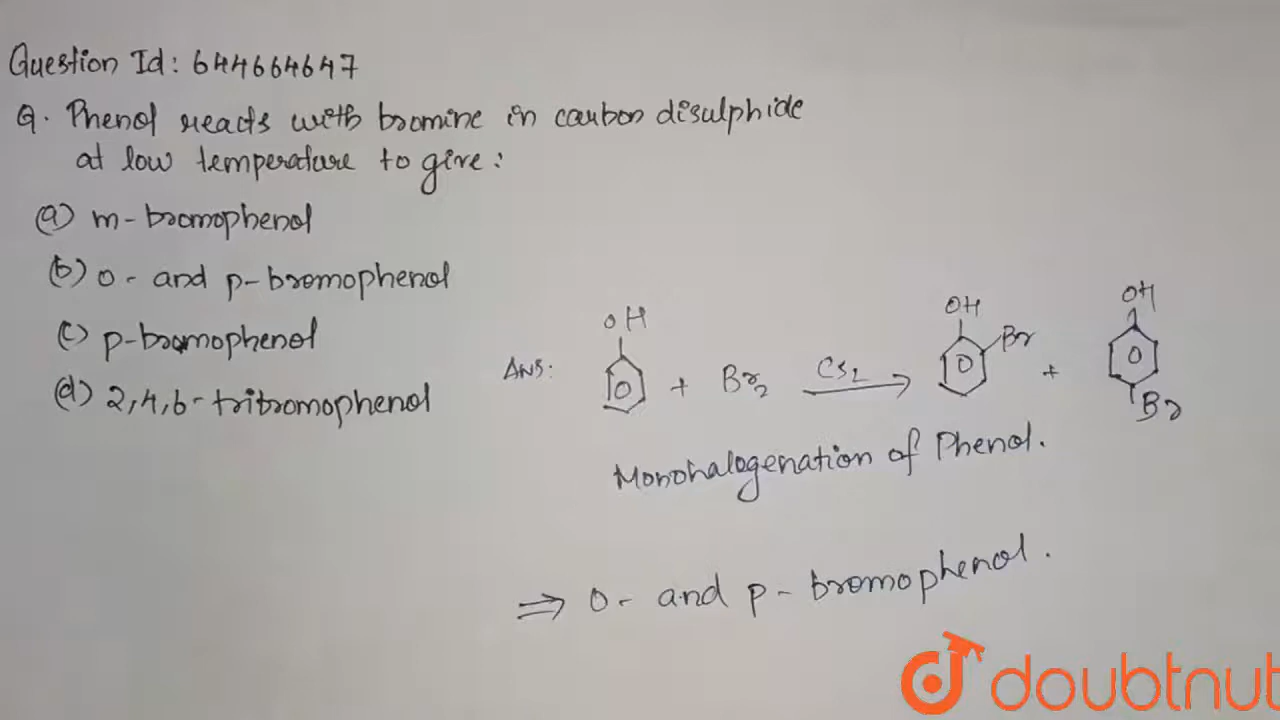 Question Id: 644664647
Q. Phenol reacts with bromine in carbon disulphide
at low temperature to give:
(a) m-bromophenol
(b) o- and p-bromophenol
(c) p-bromophenol
(d) 2,4,6-tribromophenol
Ans:
OH
+ Br2
CS2
OH
Br
+
OH
Br
Monohalogenation of Phenol.
⇒ o- and p- bromophenol.
doubtnut